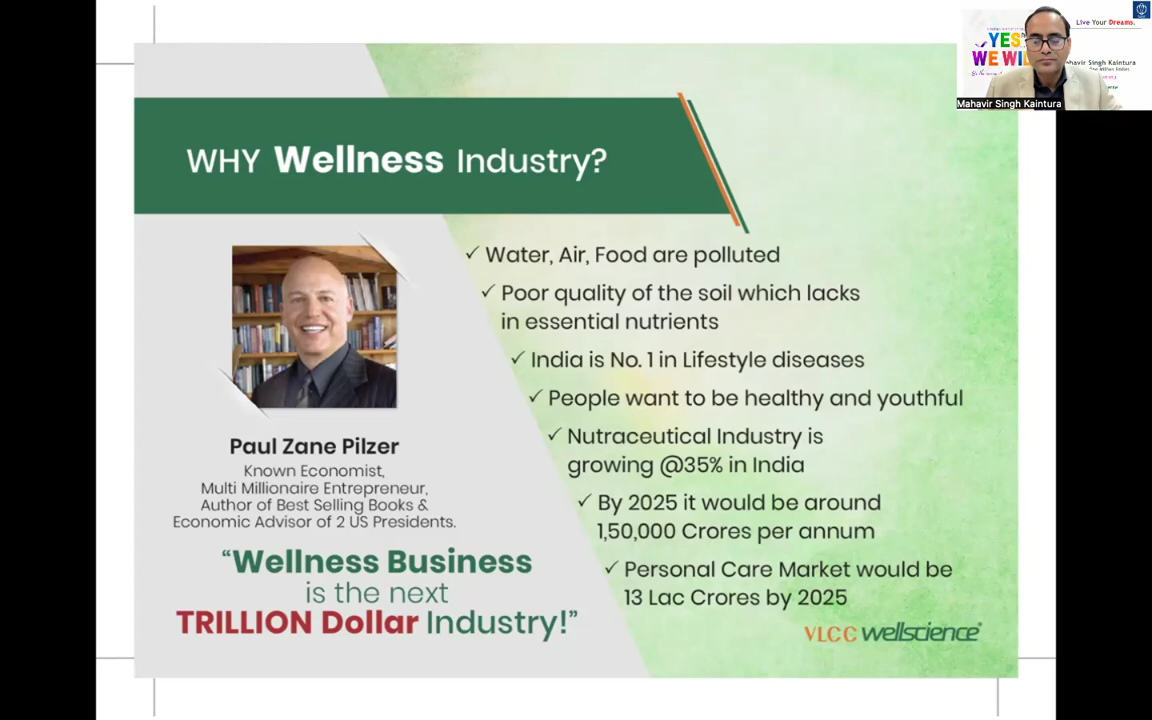 WHY Wellness Industry?
Paul Zane Pilzer
Known Economist,
Multi Millionaire Entrepreneur,
Author of Best Selling Books &
Economic Advisor of 2 US Presidents.
“Wellness Business
is the next
TRILLION Dollar Industry!”
✓ Water, Air, Food are polluted
✓ Poor quality of the soil which lacks
in essential nutrients
✓ India is No. 1 in Lifestyle diseases
✓ People want to be healthy and youthful
✓ Nutraceutical Industry is
growing @35% in India
✓ By 2025 it would be around
1,50,000 Crores per annum
✓ Personal Care Market would be
13 Lac Crores by 2025
VLCC wellscience®
Live Your Dreams.
YES
WE WIL
ahavir Singh Kaintura
Mahavir Singh Kaintura